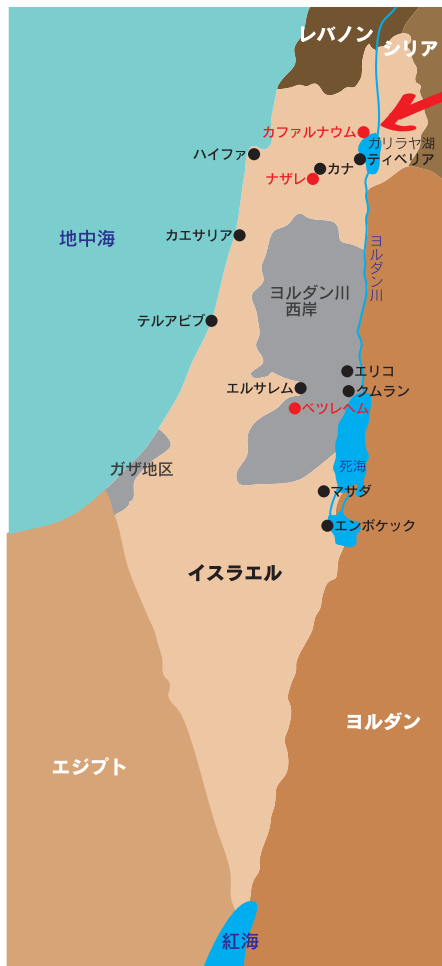 レバノン
シリア
カファルナウム
ガリラヤ湖
ハイファ
カナ
ティベリア
ナザレ
カエサリア
地中海
ヨルダン川
ヨルダン川
西岸
テルアビブ
エリコ
エルサレム
クムラン
ベツレヘム
ガザ地区
死海
マサダ
エンボケック
イスラエル
ヨルダン
エジプト
紅海